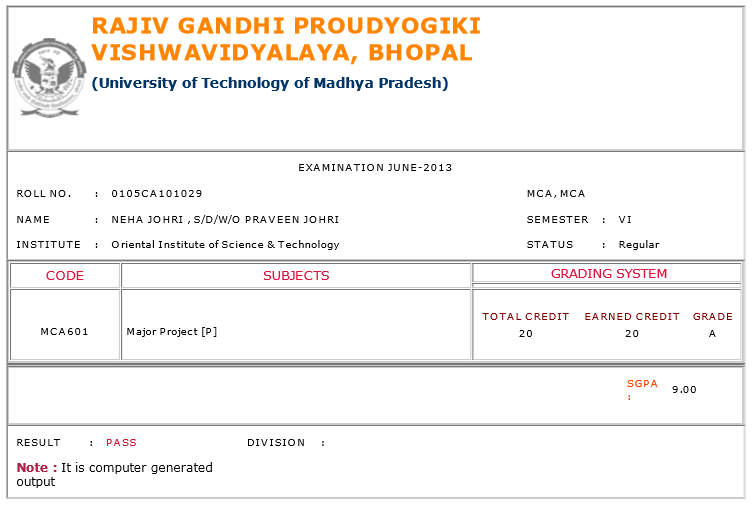 RAJIV GANDHI PROUDYOGIKI
VISHWAVIDYALAYA, BHOPAL
(University of Technology of Madhya Pradesh)
EXAMINATION JUNE-2013
ROLL NO. : 0105CA101029 MCA, MCA
NAME : NEHA JOHRI , S/D/W/O PRAVEEN JOHRI SEMESTER : VI
INSTITUTE : Oriental Institute of Science & Technology STATUS : Regular
CODE SUBJECTS GRADING SYSTEM
TOTAL CREDIT EARNED CREDIT GRADE
MCA601 Major Project [P] 20 20 A
SGPA : 9.00
RESULT : PASS DIVISION :
Note : It is computer generated
output